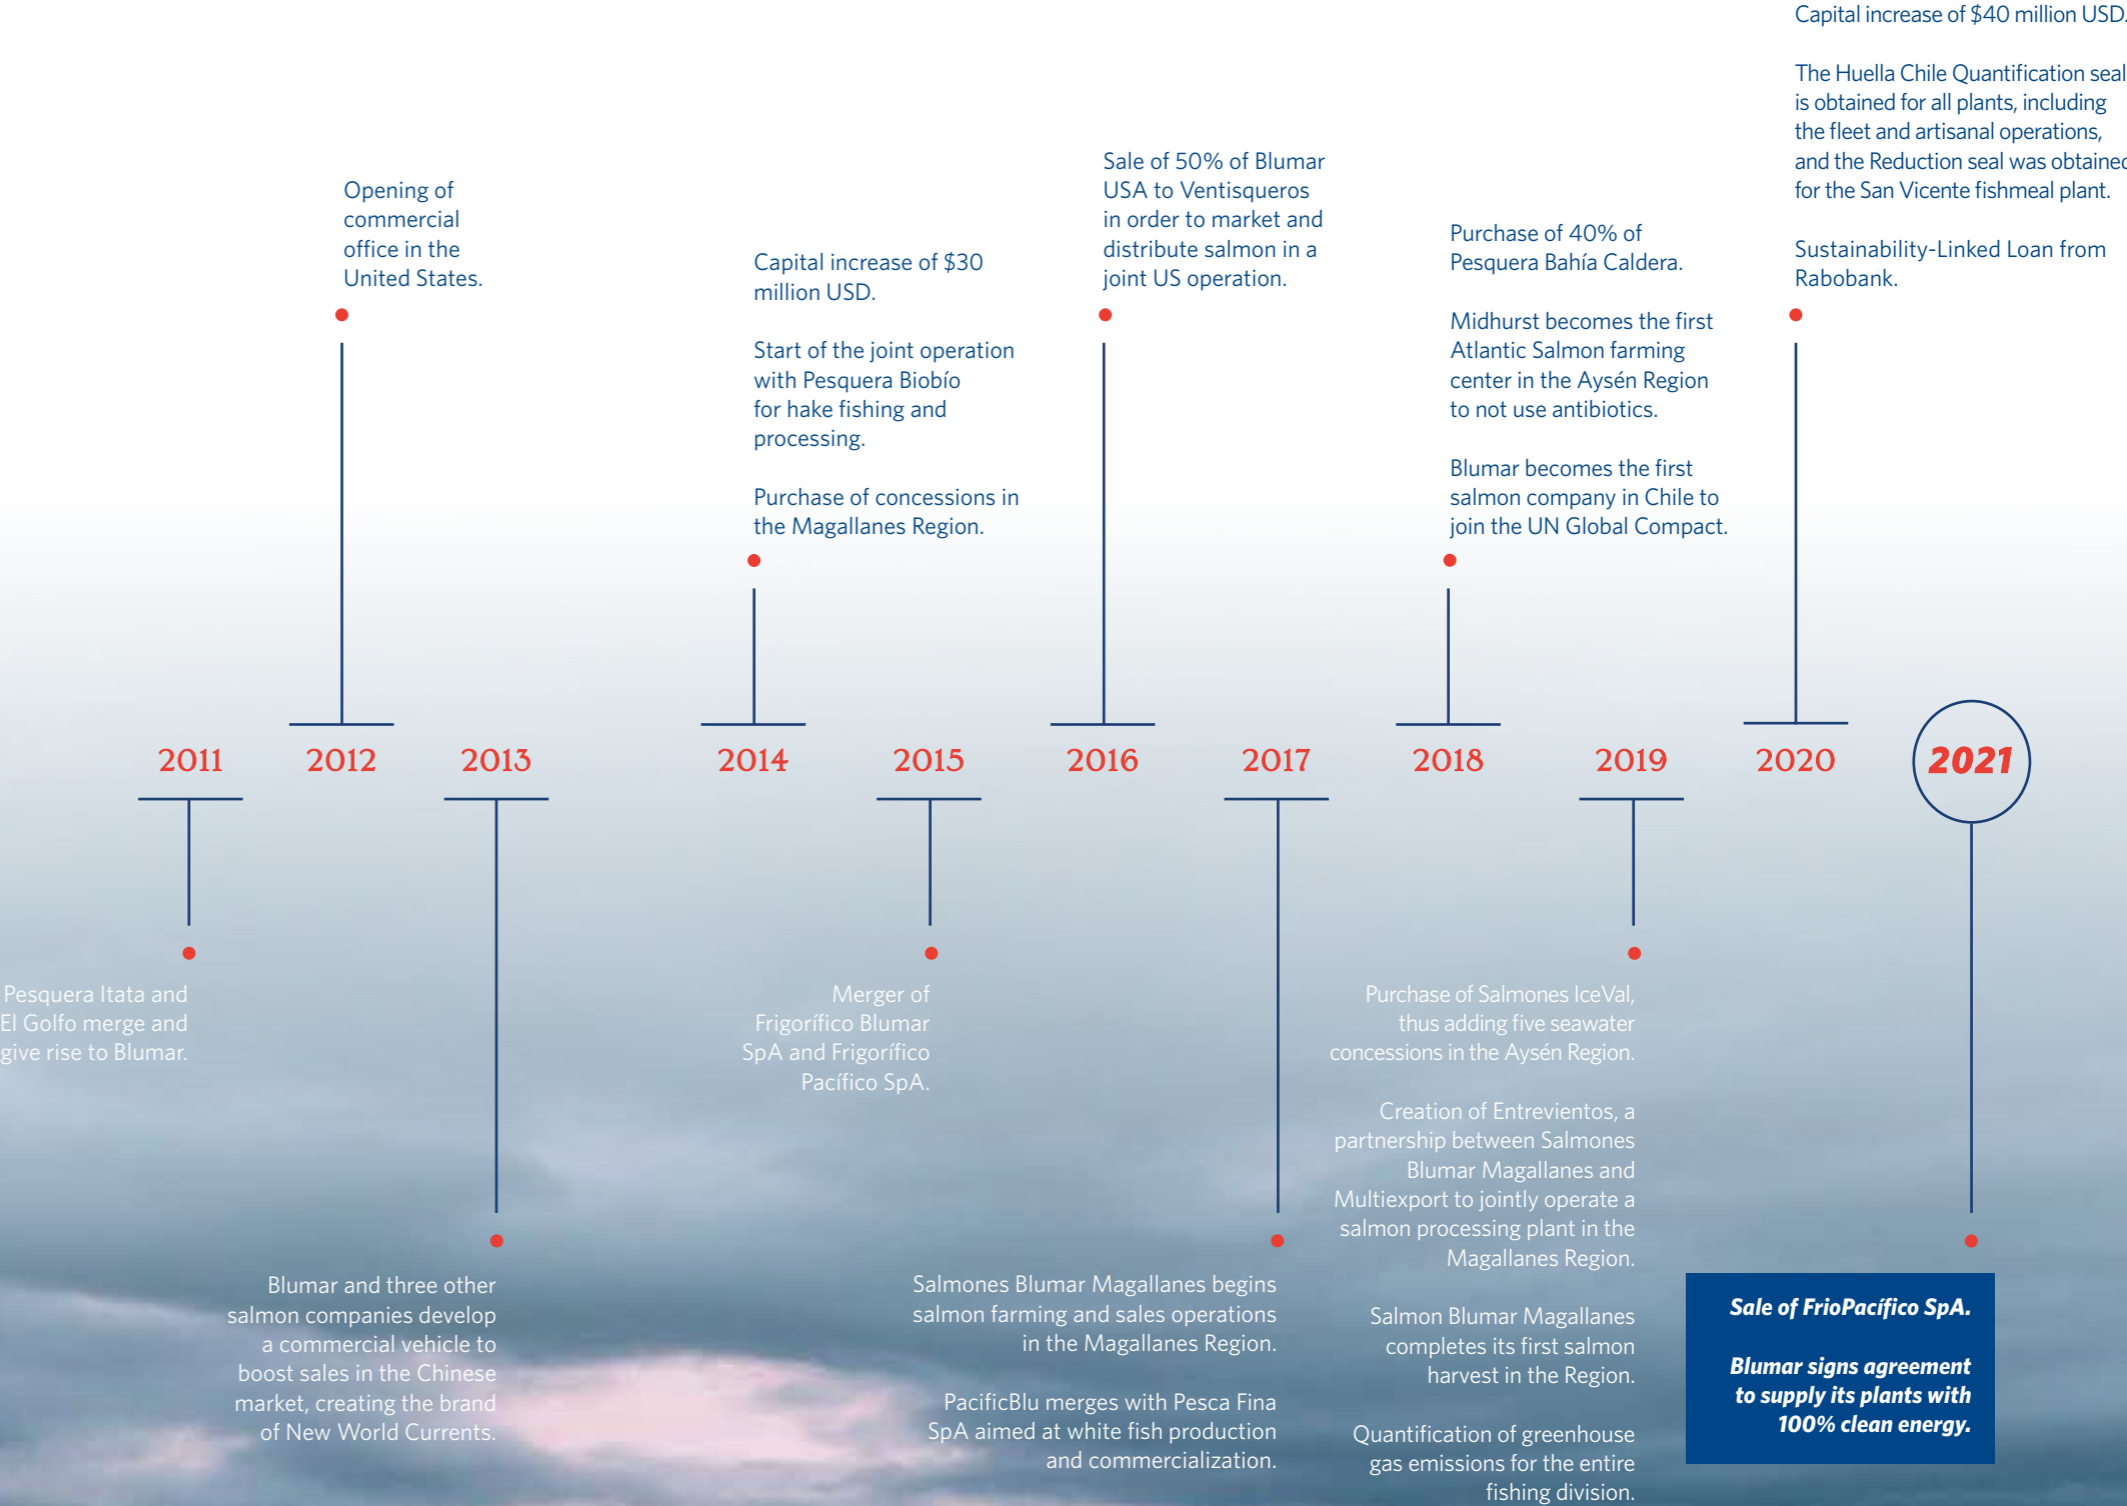 Capital increase of $40 million USD.
The Huella Chile Quantification seal
is obtained for all plants, including
the fleet and artisanal operations,
and the Reduction seal was obtained
for the San Vicente fishmeal plant.
Sustainability-Linked Loan from
Rabobank.
Opening of
commercial
office in the
United States.
Capital increase of $30
million USD.
Start of the joint operation
with Pesquera Biobío
for hake fishing and
processing.
Purchase of concessions in
the Magallanes Region.
Sale of 50% of Blumar
USA to Ventisqueros
in order to market and
distribute salmon in a
joint US operation.
Purchase of 40% of
Pesquera Bahía Caldera.
Midhurst becomes the first
Atlantic Salmon farming
center in the Aysén Region
to not use antibiotics.
Blumar becomes the first
salmon company in Chile to
join the UN Global Compact.
2011 2012 2013 2014 2015 2016 2017 2018 2019 2020 2021
Pesquera Itata and
El Golfo merge and
give rise to Blumar.
Blumar and three other
salmon companies develop
a commercial vehicle to
boost sales in the Chinese
market, creating the brand
of New World Currents.
Merger of
Frigorífico Blumar
SpA and Frigorífico
Pacífico SpA.
Salmones Blumar Magallanes begins
salmon farming and sales operations
in the Magallanes Region.
PacificBlu merges with Pesca Fina
SpA aimed at white fish production
and commercialization.
Purchase of Salmones IceVal,
thus adding five seawater
concessions in the Aysén Region.
Creation of Entrevientos, a
partnership between Salmones
Blumar Magallanes and
Multiexport to jointly operate a
salmon processing plant in the
Magallanes Region.
Salmon Blumar Magallanes
completes its first salmon
harvest in the Region.
Quantification of greenhouse
gas emissions for the entire
fishing division.
Sale of FrioPacífico SpA.
Blumar signs agreement
to supply its plants with
100% clean energy.